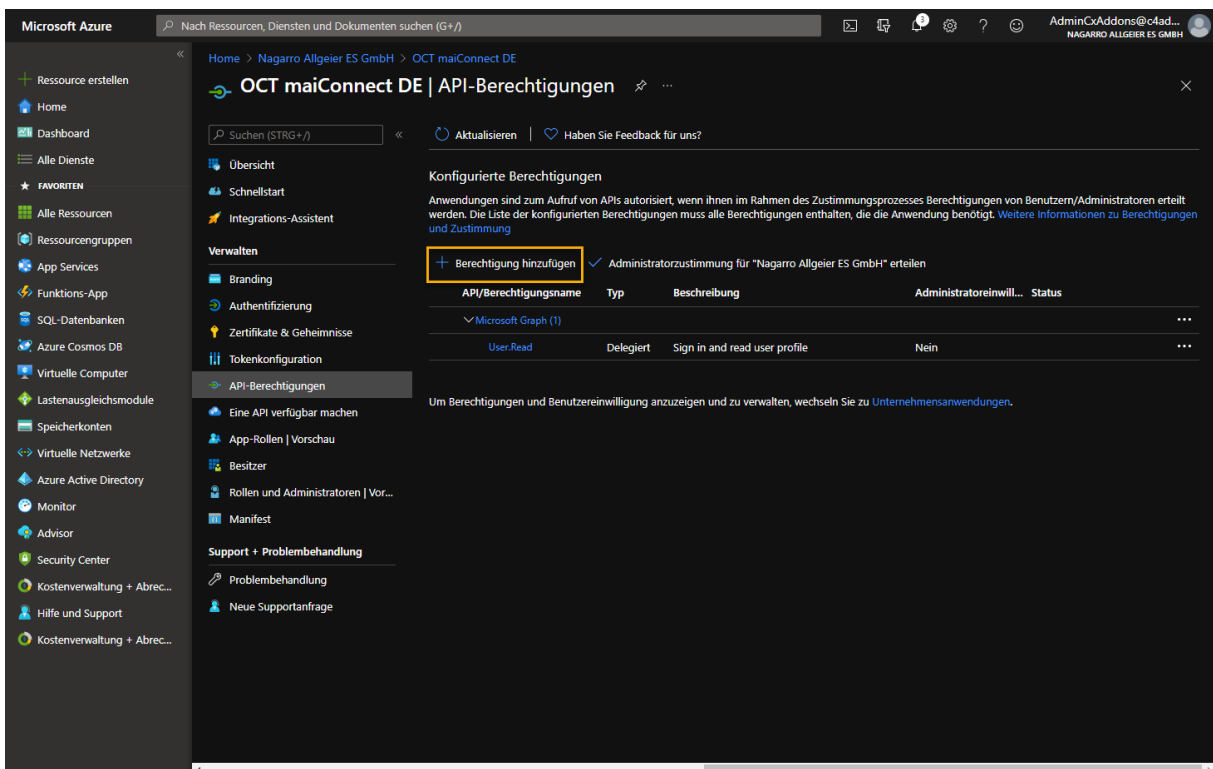 Microsoft Azure
Nach Ressourcen, Diensten und Dokumenten suchen (G+/)
3
AdminCxAddons@c4ad...
NAGARRO ALLGEIER ES GMBH
Ressource erstellen
Home
Dashboard
Alle Dienste
FAVORITEN
Alle Ressourcen
Ressourcengruppen
App Services
Funktions-App
SQL-Datenbanken
Azure Cosmos DB
Virtuelle Computer
Lastenausgleichsmodule
Speicherkonten
Virtuelle Netzwerke
Azure Active Directory
Monitor
Advisor
Security Center
Kostenverwaltung + Abrec...
Hilfe und Support
Kostenverwaltung + Abrec...
Home > Nagarro Allgeier ES GmbH > OCT maiConnect DE
OCT maiConnect DE | API-Berechtigungen ...
Suchen (STRG+/)
Übersicht
Schnellstart
Integrations-Assistent
Verwalten
Branding
Authentifizierung
Zertifikate & Geheimnisse
Tokenkonfiguration
API-Berechtigungen
Eine API verfügbar machen
App-Rollen | Vorschau
Besitzer
Rollen und Administratoren | Vor...
Manifest
Support + Problembehandlung
Problembehandlung
Neue Supportanfrage
Aktualisieren | Haben Sie Feedback für uns?
Konfigurierte Berechtigungen
Anwendungen sind zum Aufruf von APIs autorisiert, wenn ihnen im Rahmen des Zustimmungsprozesses Berechtigungen von Benutzern/Administratoren erteilt
werden. Die Liste der konfigurierten Berechtigungen muss alle Berechtigungen enthalten, die die Anwendung benötigt. Weitere Informationen zu Berechtigungen
und Zustimmung
Berechtigung hinzufügen Administratorzustimmung für "Nagarro Allgeier ES GmbH" erteilen
API/Berechtigungsname Typ Beschreibung Administratoreinwill... Status
Microsoft Graph (1) ...
User.Read Delegiert Sign in and read user profile Nein ...
Um Berechtigungen und Benutzereinwilligung anzuzeigen und zu verwalten, wechseln Sie zu Unternehmensanwendungen.